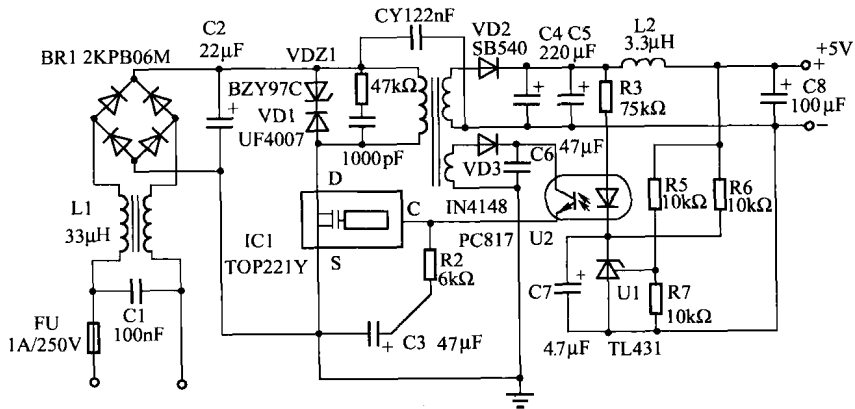 CY122nF
VD2
SB540
C4 C5
220μF
L2
3.3μH
+5V
+
C2
22μF
+
BR1 2KPB06M
VDZ1
BZY97C
VD1
UF4007
47kΩ
1000pF
+
+
R3
75kΩ
+
C8
100μF
−
VD3
C6
47μF
IN4148
D
C
S
IC1
TOP221Y
L1
33μH
PC817
U2
R5
10kΩ
R6
10kΩ
R2
6kΩ
C7
+
4.7μF
U1
TL431
R7
10kΩ
C1
100nF
FU
1A/250V
+
C3
47μF